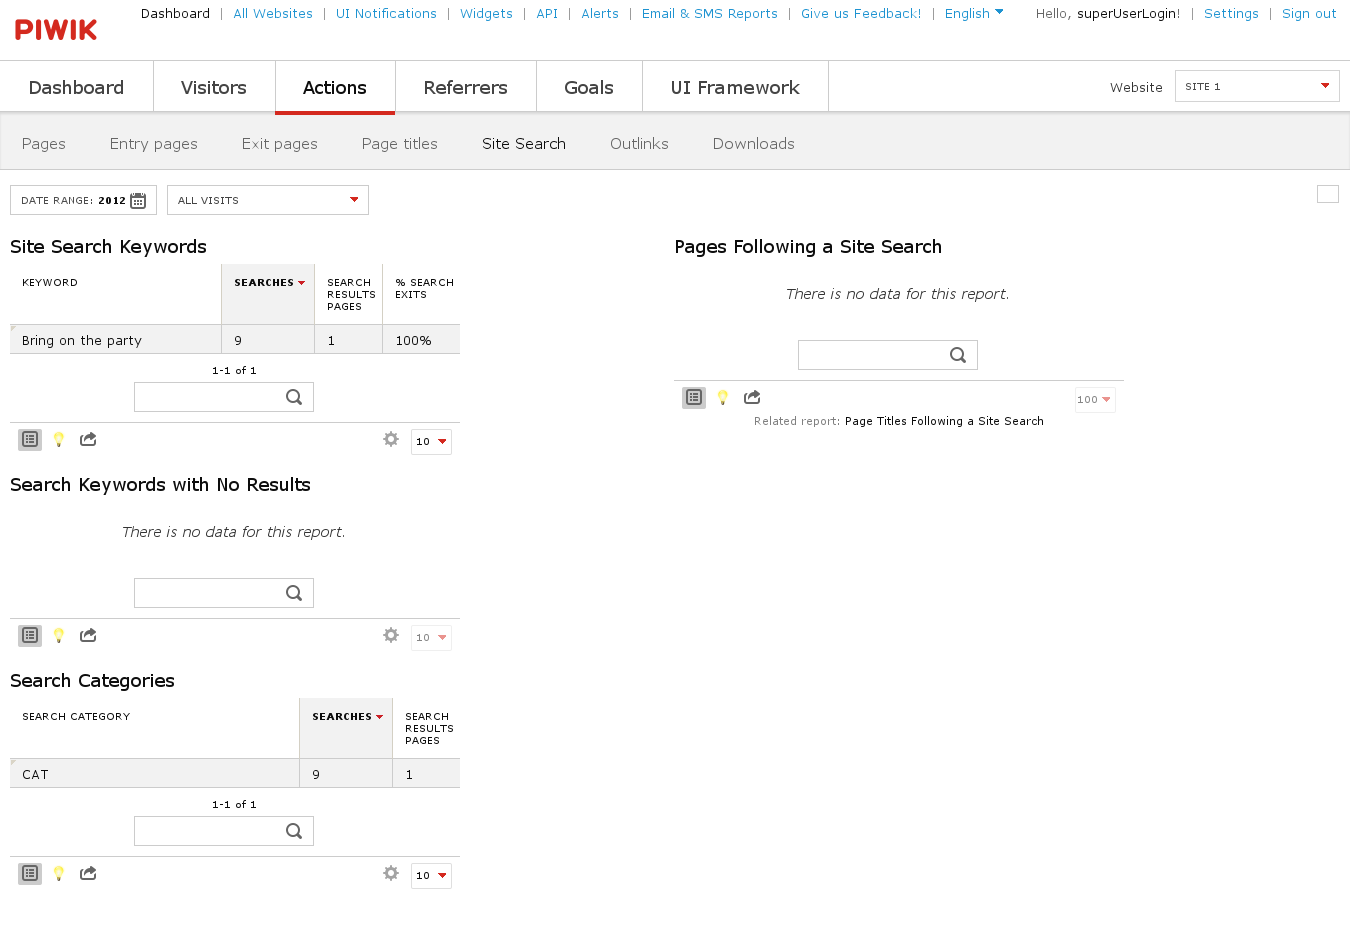 Dashboard | All Websites | UI Notifications | Widgets | API | Alerts | Email & SMS Reports | Give us Feedback! | English Hello, superUserLogin! | Settings | Sign out
PIWIK
Dashboard Visitors Actions Referrers Goals UI Framework Website SITE 1
Pages Entry pages Exit pages Page titles Site Search Outlinks Downloads
DATE RANGE: 2012 ALL VISITS
Site Search Keywords
KEYWORD SEARCHES SEARCH RESULTS PAGES % SEARCH EXITS
Bring on the party 9 1 100%
1-1 of 1
10
Search Keywords with No Results
There is no data for this report.
10
Search Categories
SEARCH CATEGORY SEARCHES SEARCH RESULTS PAGES
CAT 9 1
1-1 of 1
10
Pages Following a Site Search
There is no data for this report.
100
Related report: Page Titles Following a Site Search